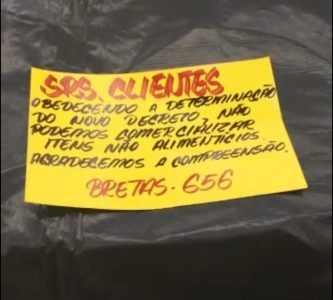 SRS. CLIENTES
OBEDECENDO A DETERMINAÇÃO
DO NOVO DECRETO, NÃO
PODEMOS COMERCIALIZAR
ITENS NÃO ALIMENTÍCIOS.
AGRADECEMOS A COMPREENSÃO.
BRETAS - 656